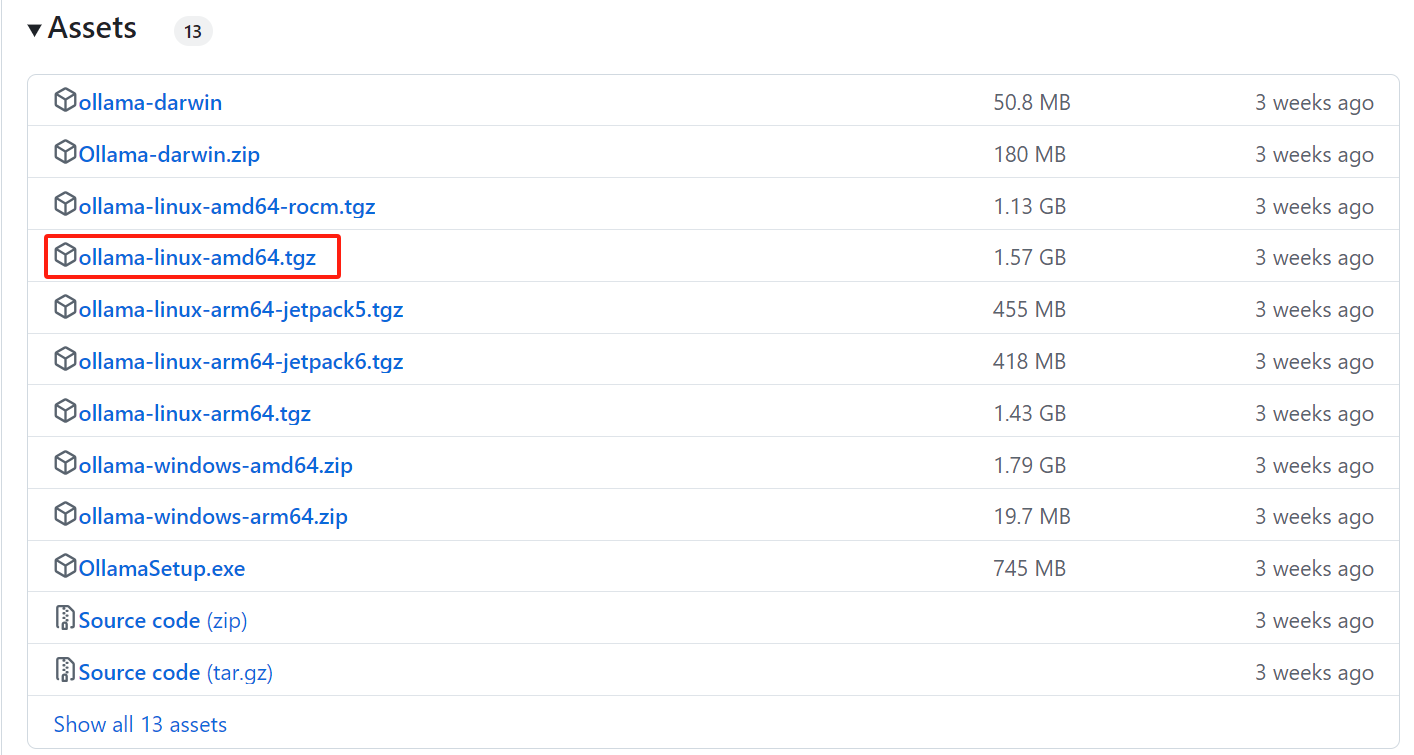 Assets 13
ollama-darwin 50.8 MB 3 weeks ago
Ollama-darwin.zip 180 MB 3 weeks ago
ollama-linux-amd64-rocm.tgz 1.13 GB 3 weeks ago
ollama-linux-amd64.tgz 1.57 GB 3 weeks ago
ollama-linux-arm64-jetpack5.tgz 455 MB 3 weeks ago
ollama-linux-arm64-jetpack6.tgz 418 MB 3 weeks ago
ollama-linux-arm64.tgz 1.43 GB 3 weeks ago
ollama-windows-amd64.zip 1.79 GB 3 weeks ago
ollama-windows-arm64.zip 19.7 MB 3 weeks ago
OllamaSetup.exe 745 MB 3 weeks ago
Source code (zip) 3 weeks ago
Source code (tar.gz) 3 weeks ago
Show all 13 assets